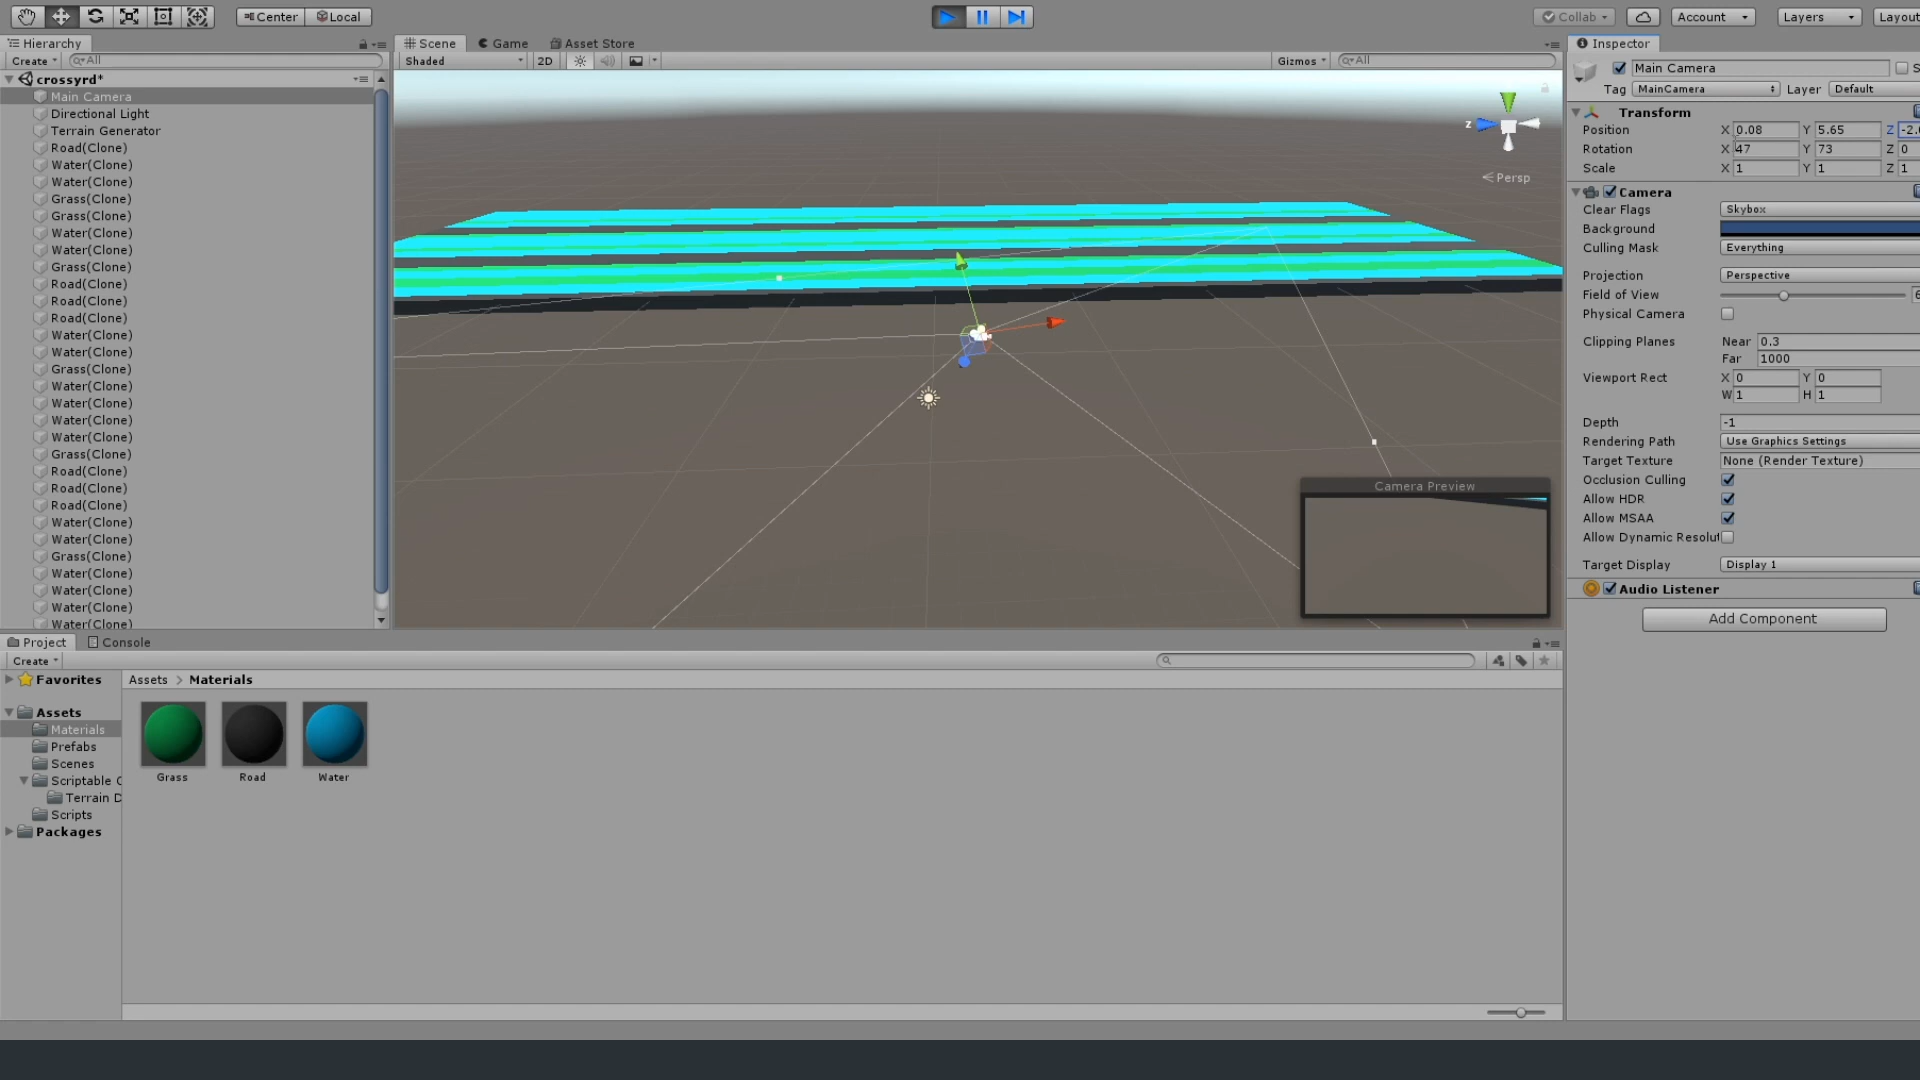 Center
Local
Collab
Account
Layers
Layout
Hierarchy
Create
All
crossyrd*
Main Camera
Directional Light
Terrain Generator
Road(Clone)
Water(Clone)
Water(Clone)
Grass(Clone)
Grass(Clone)
Water(Clone)
Water(Clone)
Grass(Clone)
Road(Clone)
Road(Clone)
Road(Clone)
Water(Clone)
Water(Clone)
Grass(Clone)
Water(Clone)
Water(Clone)
Water(Clone)
Water(Clone)
Grass(Clone)
Road(Clone)
Road(Clone)
Road(Clone)
Water(Clone)
Water(Clone)
Grass(Clone)
Water(Clone)
Water(Clone)
Water(Clone)
Water(Clone)
Scene
Game
Asset Store
Shaded
2D
Gizmos
All
z
Persp
Camera Preview
Inspector
Main Camera
S
Tag MainCamera Layer Default
Transform
Position X 0.08 Y 5.65 Z -2.
Rotation X 47 Y 73 Z 0
Scale X 1 Y 1 Z 1
Camera
Clear Flags Skybox
Background
Culling Mask Everything
Projection Perspective
Field of View 6
Physical Camera
Clipping Planes Near 0.3
Far 1000
Viewport Rect X 0 Y 0
W 1 H 1
Depth -1
Rendering Path Use Graphics Settings
Target Texture None (Render Texture)
Occlusion Culling
Allow HDR
Allow MSAA
Allow Dynamic Resolut
Target Display Display 1
Audio Listener
Add Component
Project
Console
Create
Favorites
Assets
Materials
Prefabs
Scenes
Scriptable
Terrain D
Scripts
Packages
Assets > Materials
Grass
Road
Water